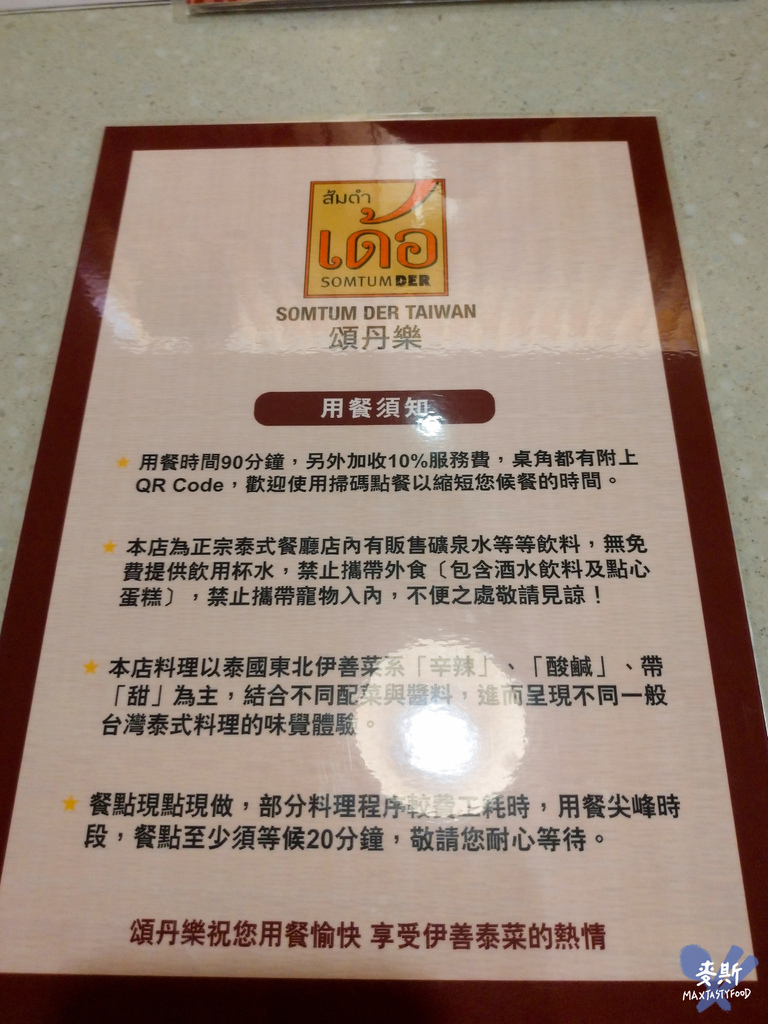 ส้มตำ
เด้อ
SOMTUM DER
SOMTUM DER TAIWAN
頌丹樂
用餐須知
★ 用餐時間90分鐘，另外加收10%服務費，桌角都有附上
QR Code，歡迎使用掃碼點餐以縮短您候餐的時間。
★ 本店為正宗泰式餐廳店內有販售礦泉水等等飲料，無免
費提供飲用杯水，禁止攜帶外食〔包含酒水飲料及點心
蛋糕〕，禁止攜帶寵物入內，不便之處敬請見諒！
★ 本店料理以泰國東北伊善菜系「辛辣」、「酸鹹」、帶
「甜」為主，結合不同配菜與醬料，進而呈現不同一般
台灣泰式料理的味覺體驗。
★ 餐點現點現做，部分料理程序較費工耗時，用餐尖峰時
段，餐點至少須等候20分鐘，敬請您耐心等待。
頌丹樂祝您用餐愉快 享受伊善泰菜的熱情
麥斯
MAXTASTYFOOD